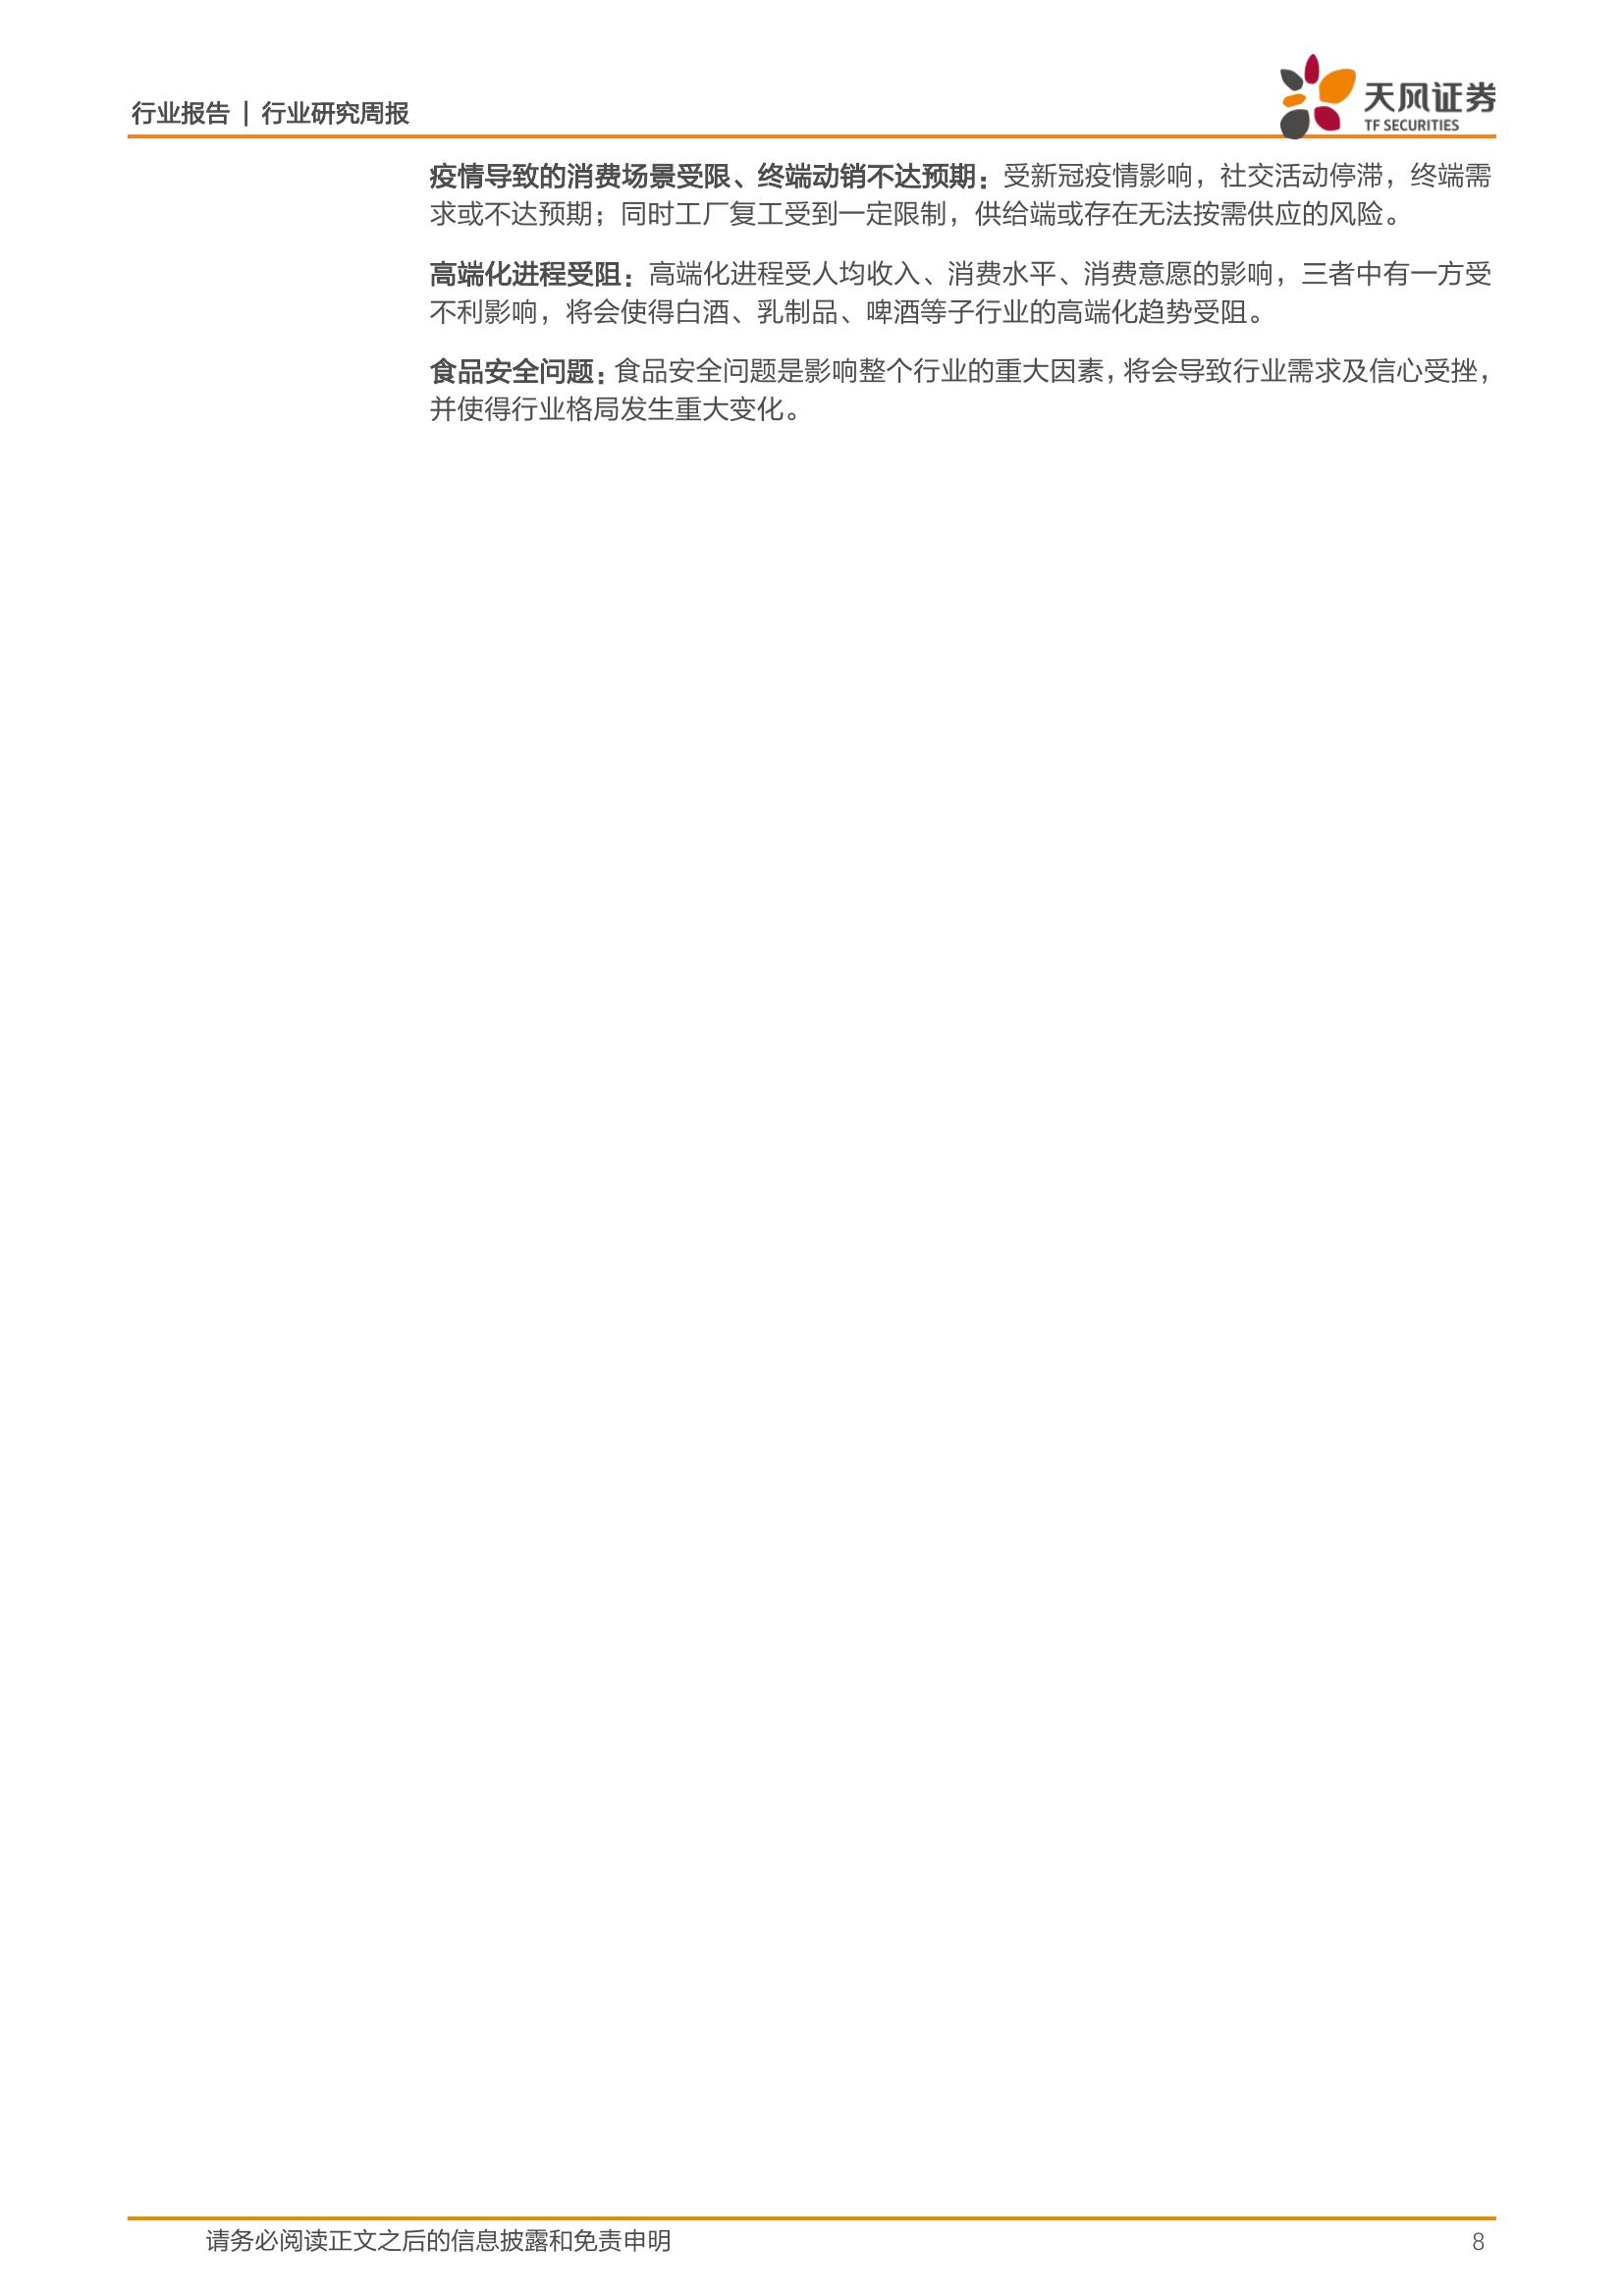 行业报告 | 行业研究周报
天风证券
TF SECURITIES
疫情导致的消费场景受限、终端动销不达预期：受新冠疫情影响，社交活动停滞，终端需
求或不达预期；同时工厂复工受到一定限制，供给端或存在无法按需供应的风险。
高端化进程受阻：高端化进程受人均收入、消费水平、消费意愿的影响，三者中有一方受
不利影响，将会使得白酒、乳制品、啤酒等子行业的高端化趋势受阻。
食品安全问题：食品安全问题是影响整个行业的重大因素，将会导致行业需求及信心受挫，
并使得行业格局发生重大变化。
请务必阅读正文之后的信息披露和免责申明
8